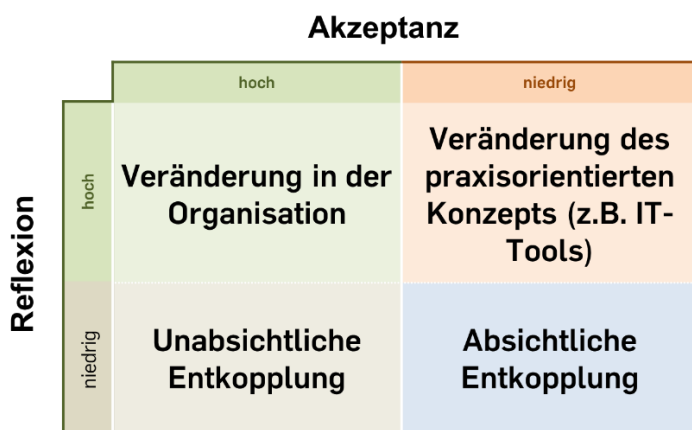 Akzeptanz
hoch
niedrig
Reflexion
hoch
Veränderung in der
Organisation
Veränderung des
praxisorientierten
Konzepts (z.B. IT-
Tools)
niedrig
Unabsichtliche
Entkopplung
Absichtliche
Entkopplung